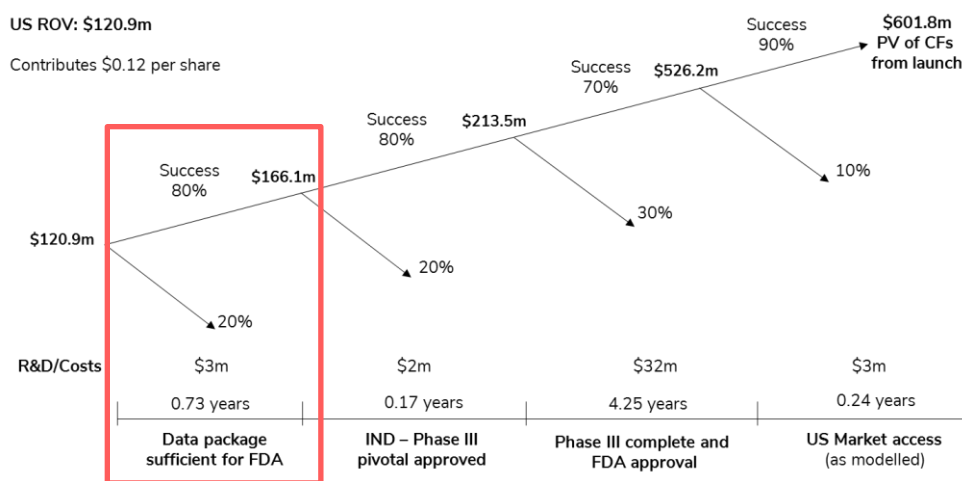 US ROV: $120.9m
Contributes $0.12 per share
$601.8m
PV of CFs
from launch
Success
90%
Success
70%
$526.2m
Success
80%
$213.5m
Success
80%
$166.1m
10%
30%
$120.9m
20%
20%
R&D/Costs
$3m
$2m
$32m
$3m
0.73 years
0.17 years
4.25 years
0.24 years
Data package
sufficient for FDA
IND – Phase III
pivotal approved
Phase III complete and
FDA approval
US Market access
(as modelled)